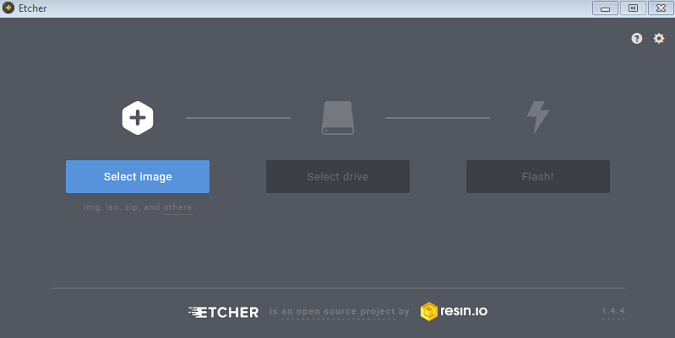 Etcher
Select image
Select drive
Flash!
img, iso, zip, and others
ETCHER is an open source project by resin.io
1.4.4